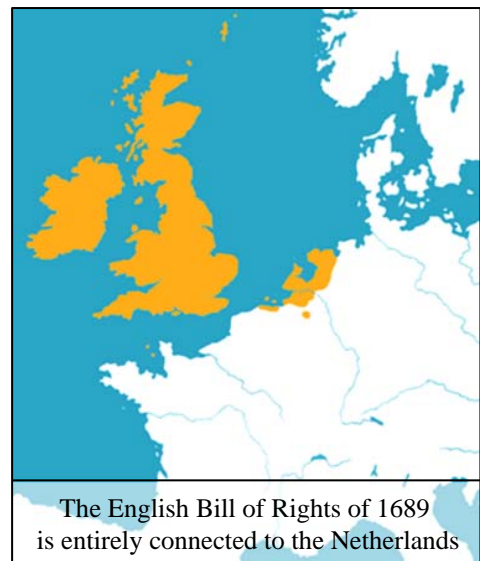 The English Bill of Rights of 1689
is entirely connected to the Netherlands